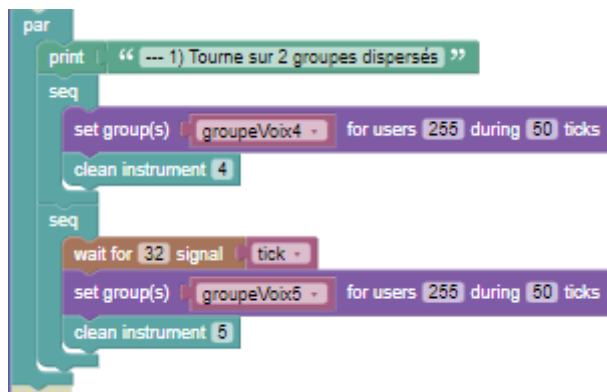 par
print “ --- 1) Tourne sur 2 groupes dispersés ”
seq
set group(s) groupeVoix4 for users 255 during 50 ticks
clean instrument 4
seq
wait for 32 signal tick
set group(s) groupeVoix5 for users 255 during 50 ticks
clean instrument 5